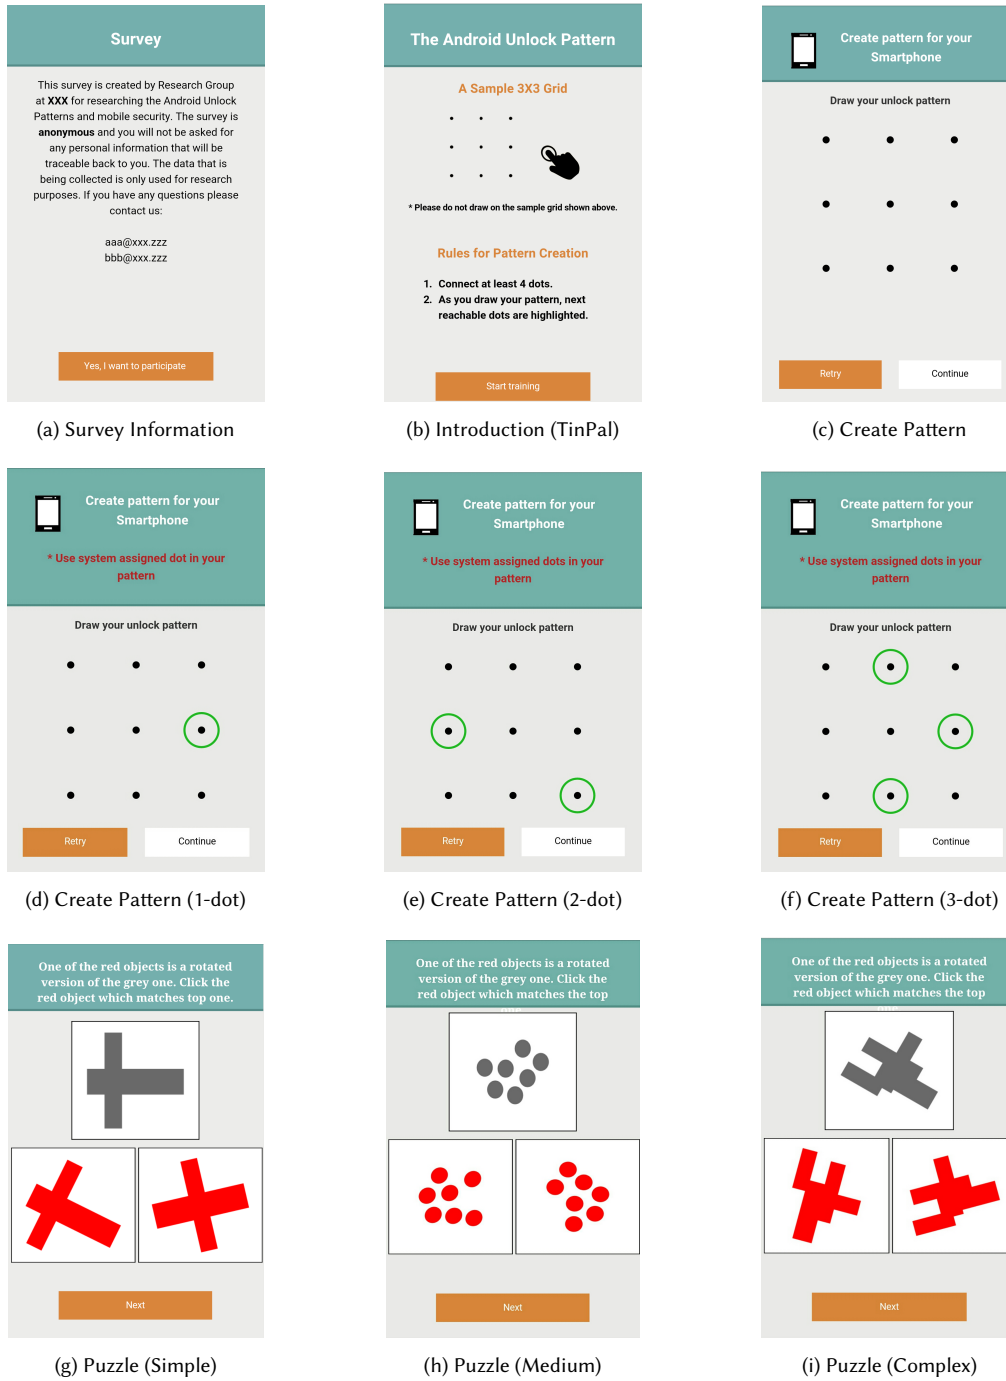 Survey
This survey is created by Research Group
at XXX for researching the Android Unlock
Patterns and mobile security. The survey is
anonymous and you will not be asked for
any personal information that will be
traceable back to you. The data that is
being collected is only used for research
purposes. If you have any questions please
contact us:
aaa@xxx.zzz
bbb@xxx.zzz
Yes, I want to participate
(a) Survey Information
The Android Unlock Pattern
A Sample 3X3 Grid
* Please do not draw on the sample grid shown above.
Rules for Pattern Creation
1. Connect at least 4 dots.
2. As you draw your pattern, next
reachable dots are highlighted.
Start training
(b) Introduction (TinPal)
Create pattern for your
Smartphone
Draw your unlock pattern
Retry
Continue
(c) Create Pattern
Create pattern for your
Smartphone
* Use system assigned dot in your
pattern
Draw your unlock pattern
Retry
Continue
(d) Create Pattern (1-dot)
Create pattern for your
Smartphone
* Use system assigned dots in your
pattern
Draw your unlock pattern
Retry
Continue
(e) Create Pattern (2-dot)
Create pattern for your
Smartphone
* Use system assigned dots in your
pattern
Draw your unlock pattern
Retry
Continue
(f) Create Pattern (3-dot)
One of the red objects is a rotated
version of the grey one. Click the
red object which matches top one.
Next
(g) Puzzle (Simple)
One of the red objects is a rotated
version of the grey one. Click the
red object which matches the top
Next
(h) Puzzle (Medium)
One of the red objects is a rotated
version of the grey one. Click the
red object which matches the top
Next
(i) Puzzle (Complex)